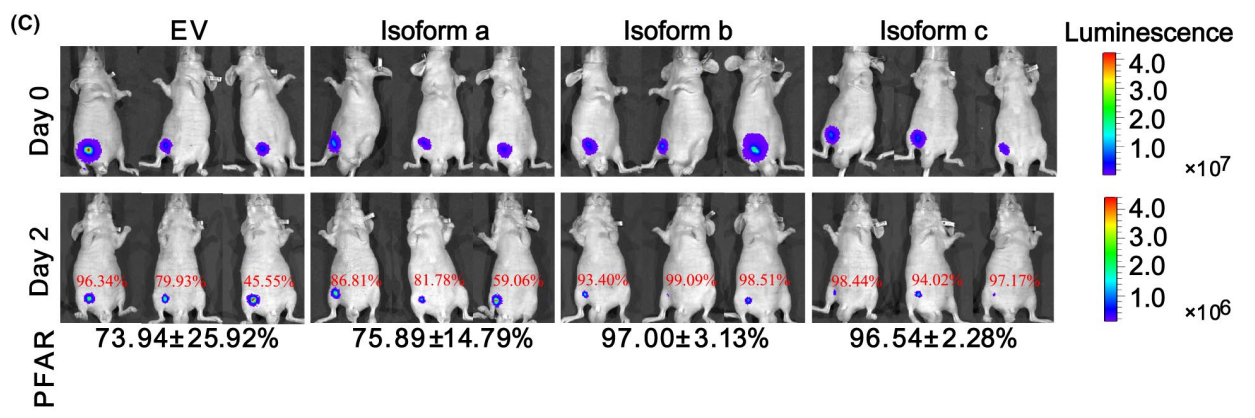 (C)
EV Isoform a Isoform b Isoform c Luminescence
Day 0
4.0
3.0
2.0
1.0
×10⁷
Day 2
96.34% 79.93% 45.55% 86.81% 81.78% 59.06% 93.40% 99.09% 98.51% 98.44% 94.02% 97.17%
4.0
3.0
2.0
1.0
×10⁶
PFAR
73.94±25.92% 75.89±14.79% 97.00±3.13% 96.54±2.28%